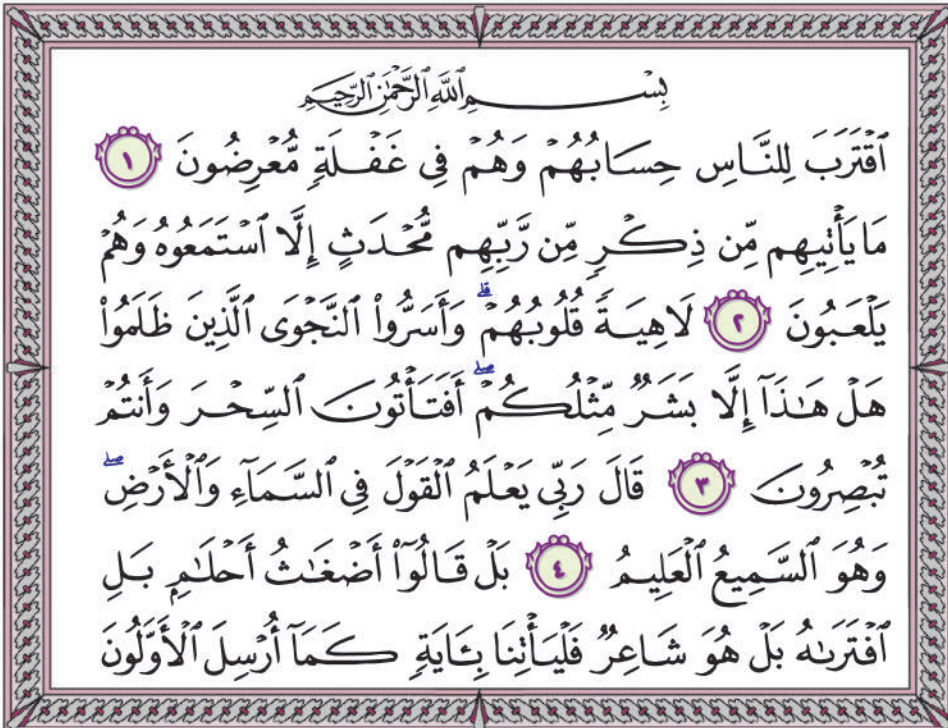 بِسْمِ ٱللَّهِ ٱلرَّحْمَٰنِ ٱلرَّحِيمِ
ٱقْتَرَبَ لِلنَّاسِ حِسَابُهُمْ وَهُمْ فِى غَفْلَةٍ مُّعْرِضُونَ ١
مَا يَأْتِيهِم مِّن ذِكْرٍ مِّن رَّبِّهِم مُّحْدَثٍ إِلَّا ٱسْتَمَعُوهُ وَهُمْ
يَلْعَبُونَ ٢ لَاهِيَةً قُلُوبُهُمْ ۗ وَأَسَرُّوا۟ ٱلنَّجْوَى ٱلَّذِينَ ظَلَمُوا۟
هَلْ هَٰذَآ إِلَّا بَشَرٌ مِّثْلُكُمْ ۖ أَفَتَأْتُونَ ٱلسِّحْرَ وَأَنتُمْ
تُبْصِرُونَ ٣ قَالَ رَبِّى يَعْلَمُ ٱلْقَوْلَ فِى ٱلسَّمَآءِ وَٱلْأَرْضِ ۖ
وَهُوَ ٱلسَّمِيعُ ٱلْعَلِيمُ ٤ بَلْ قَالُوٓا۟ أَضْغَٰثُ أَحْلَٰمٍۭ بَلِ
ٱفْتَرَىٰهُ بَلْ هُوَ شَاعِرٌ فَلْيَأْتِنَا بِـَٔايَةٍ كَمَآ أُرْسِلَ ٱلْأَوَّلُونَ